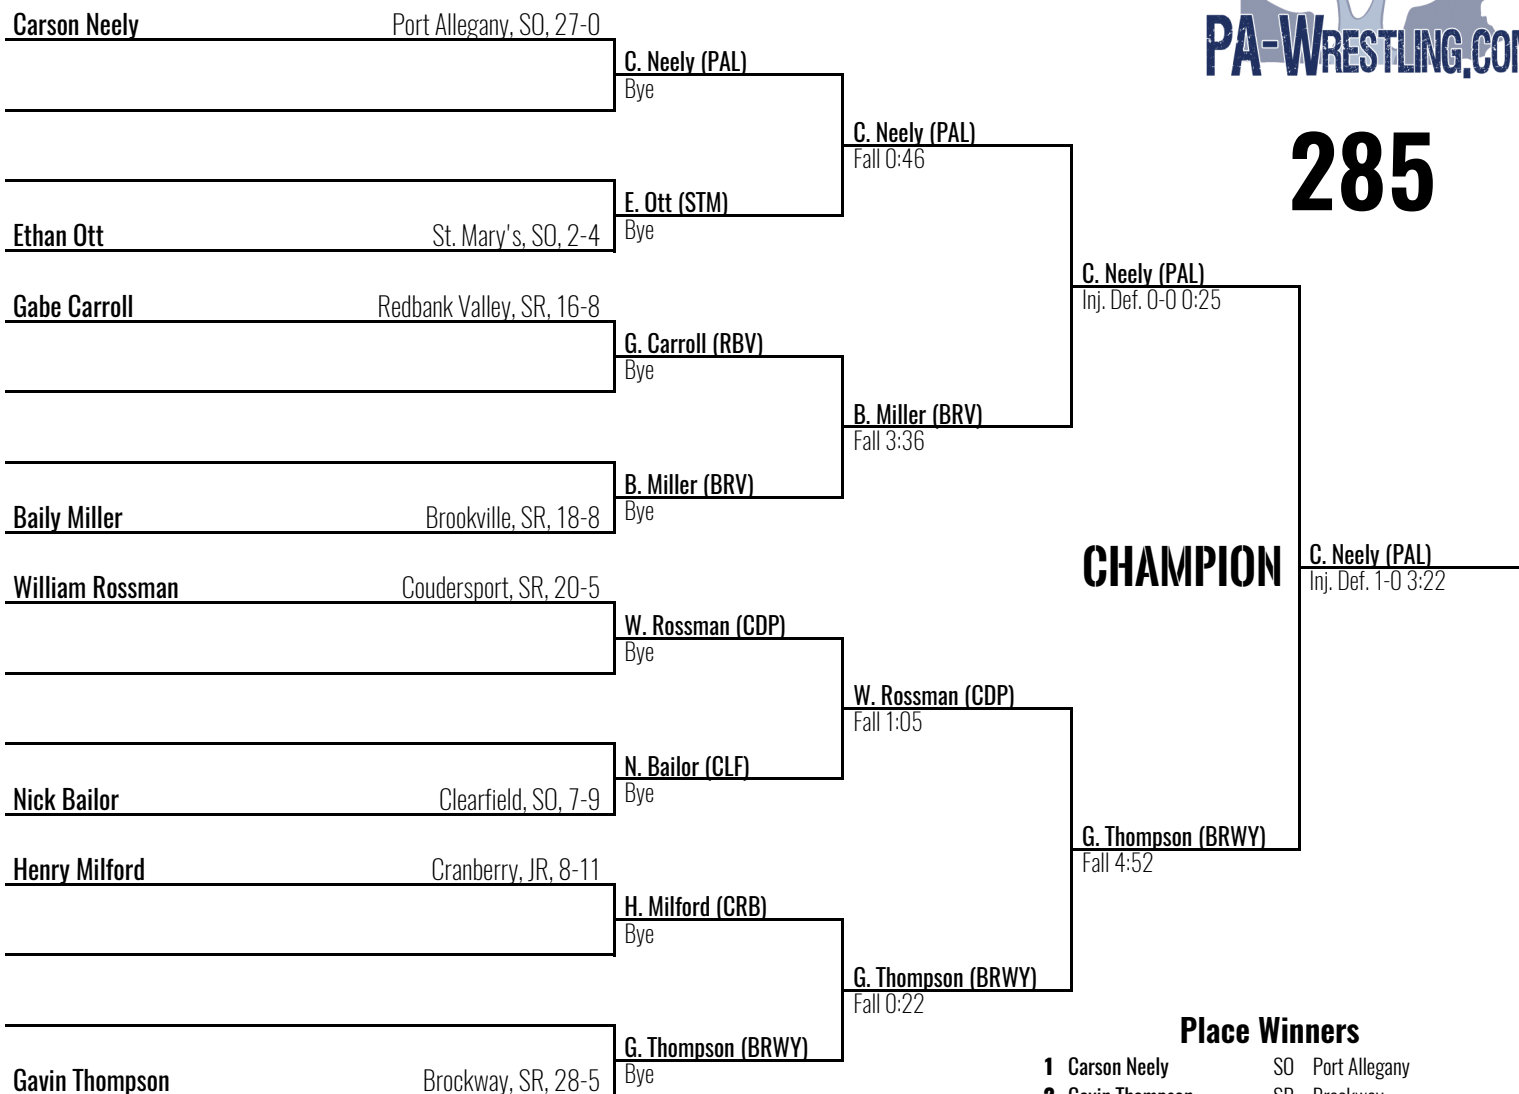 Carson Neely Port Allegany, SO, 27-0
C. Neely (PAL)
Bye
C. Neely (PAL)
Fall 0:46
E. Ott (STM)
Bye
Ethan Ott St. Mary's, SO, 2-4
PA-WRESTLING.COM
285
C. Neely (PAL)
Inj. Def. 0-0 0:25
Gabe Carroll Redbank Valley, SR, 16-8
G. Carroll (RBV)
Bye
B. Miller (BRV)
Fall 3:36
B. Miller (BRV)
Bye
Baily Miller Brookville, SR, 18-8
CHAMPION
C. Neely (PAL)
Inj. Def. 1-0 3:22
William Rossman Coudersport, SR, 20-5
W. Rossman (CDP)
Bye
W. Rossman (CDP)
Fall 1:05
N. Bailor (CLF)
Bye
Nick Bailor Clearfield, SO, 7-9
G. Thompson (BRWY)
Fall 4:52
Henry Milford Cranberry, JR, 8-11
H. Milford (CRB)
Bye
G. Thompson (BRWY)
Fall 0:22
G. Thompson (BRWY)
Bye
Gavin Thompson Brockway, SR, 28-5
Place Winners
1 Carson Neely SO Port Allegany
2 Gavin Thompson SR Brockway